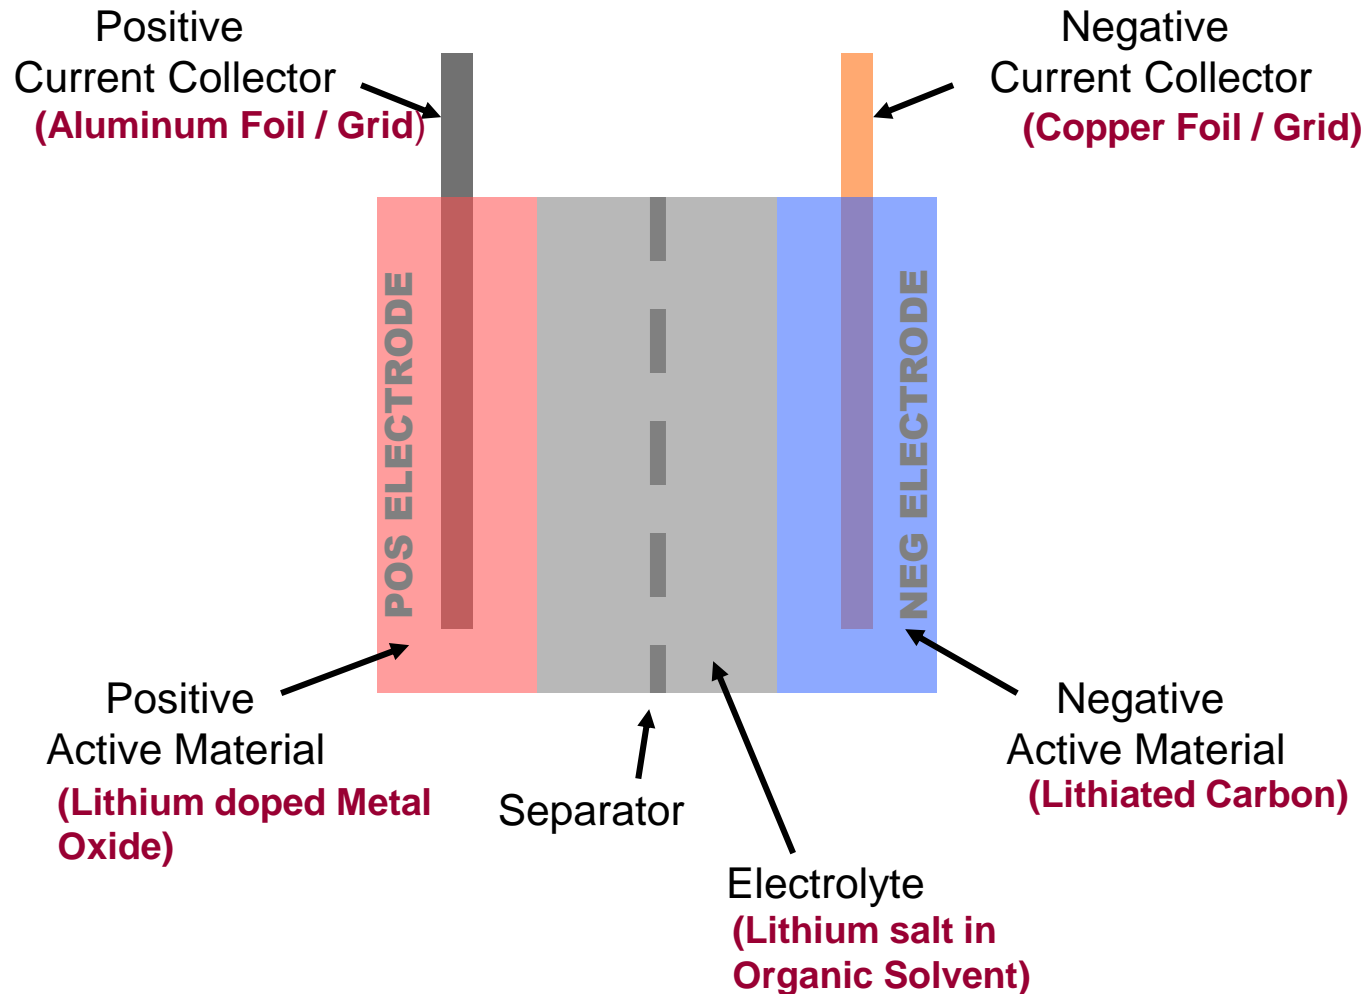 Positive
Current Collector
(Aluminum Foil / Grid)
Negative
Current Collector
(Copper Foil / Grid)
POS ELECTRODE
NEG ELECTRODE
Positive
Active Material
(Lithium doped Metal
Oxide)
Separator
Electrolyte
(Lithium salt in
Organic Solvent)
Negative
Active Material
(Lithiated Carbon)